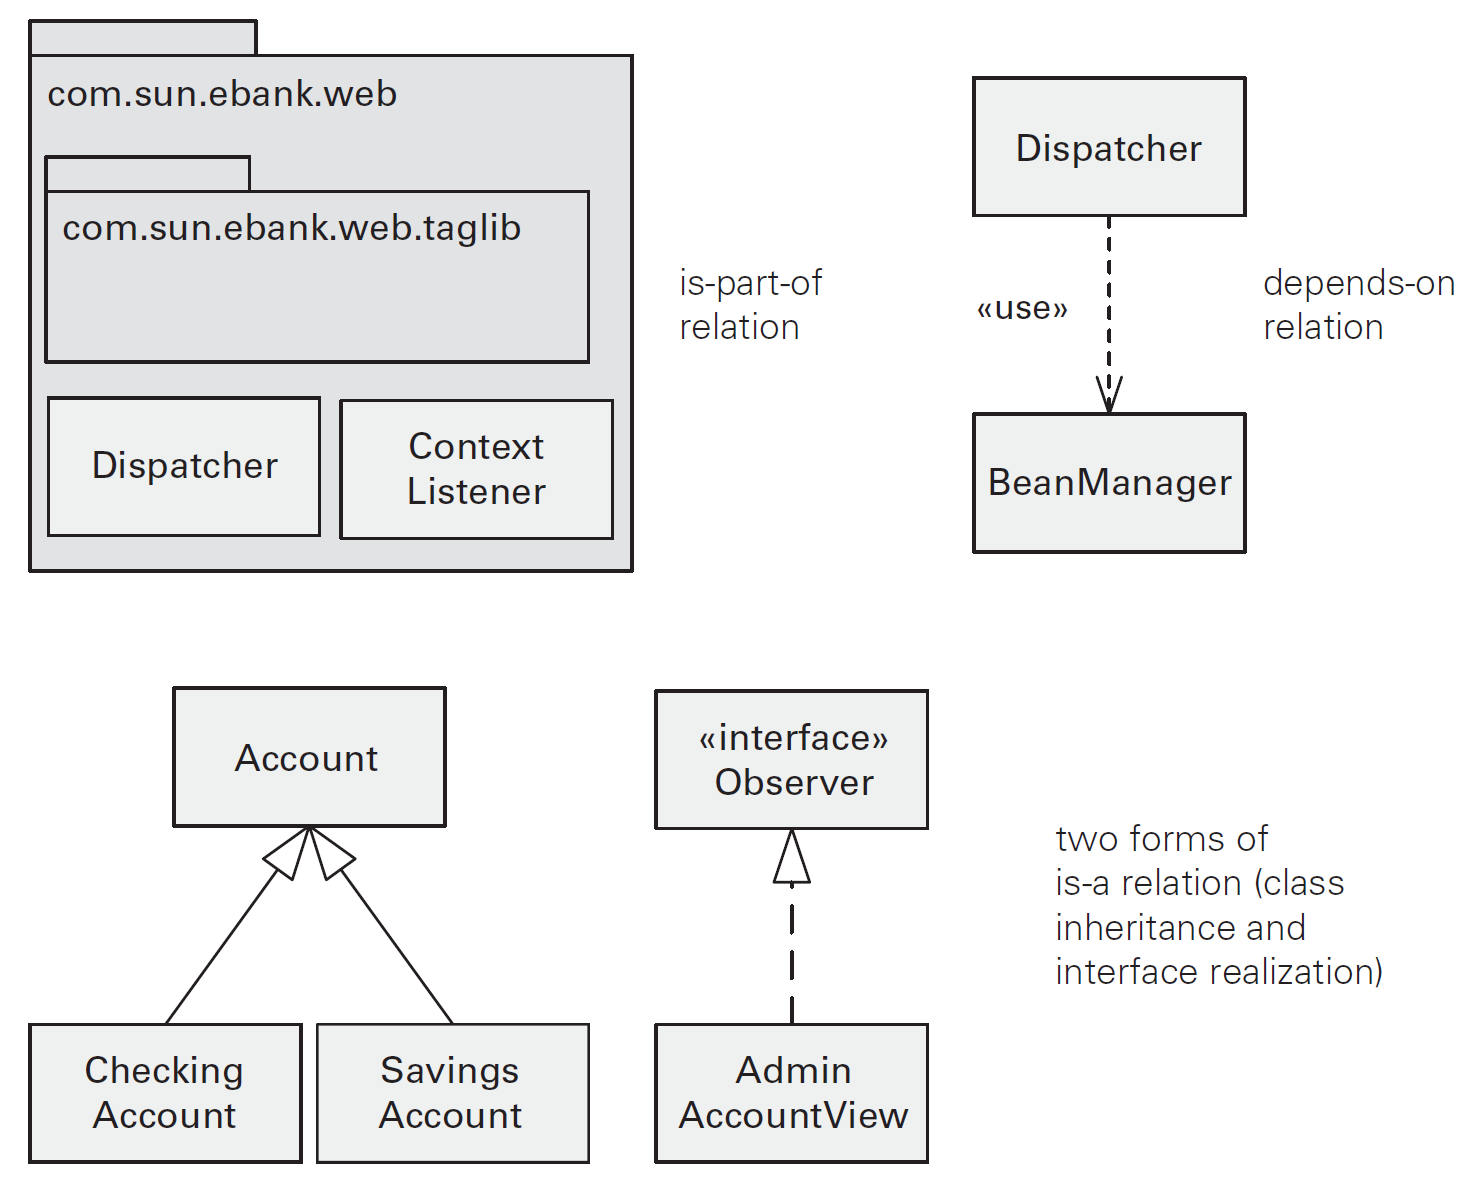 com.sun.ebank.web
com.sun.ebank.web.taglib
Dispatcher
Context
Listener
is-part-of
relation
Dispatcher
«use»
BeanManager
depends-on
relation
Account
Checking
Account
Savings
Account
«interface»
Observer
Admin
AccountView
two forms of
is-a relation (class
inheritance and
interface realization)